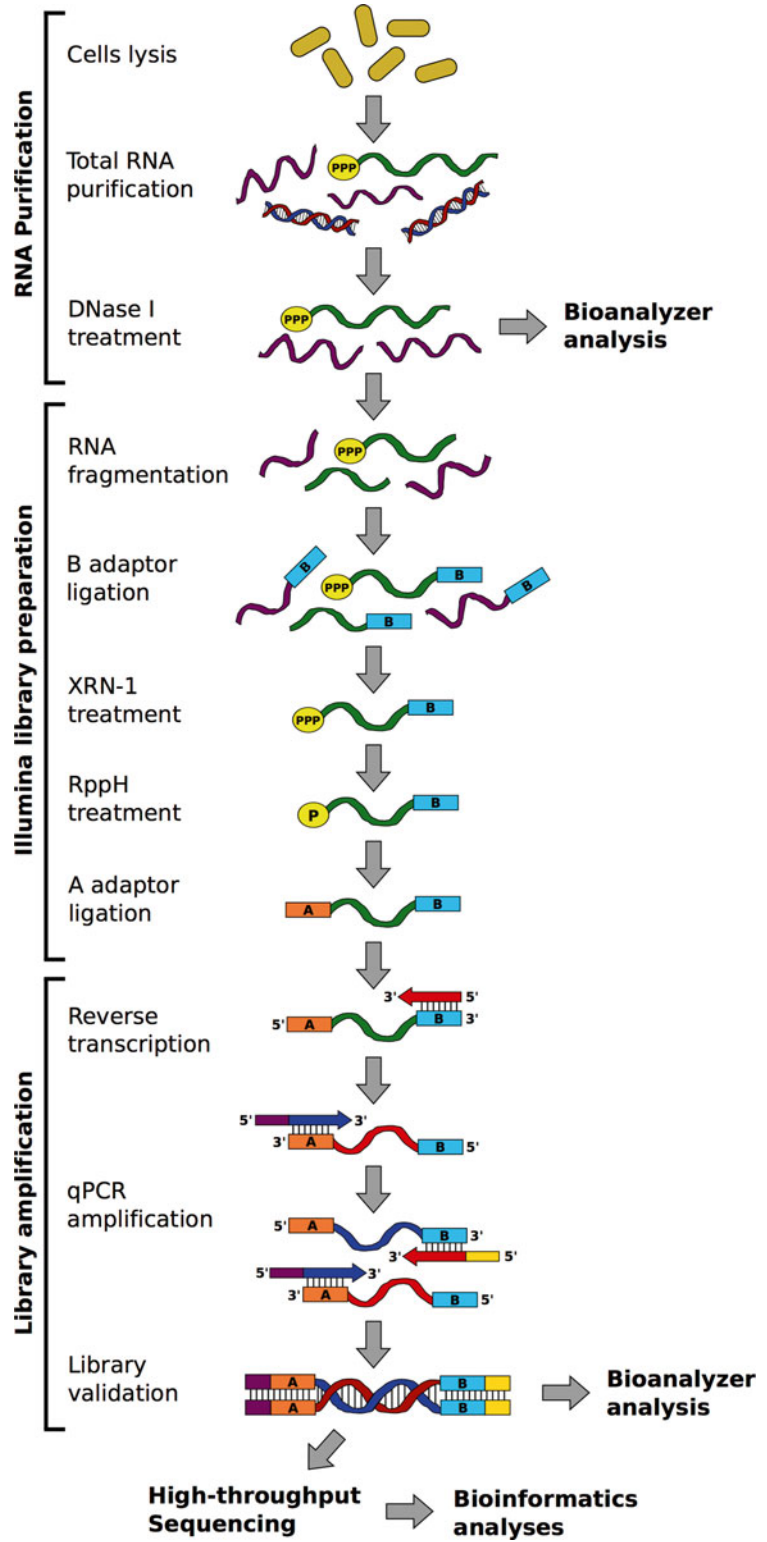 RNA Purification
Cells lysis
Total RNA
purification
PPP
DNase I
treatment
PPP
Bioanalyzer
analysis
Illumina library preparation
RNA
fragmentation
PPP
B adaptor
ligation
B
PPP
B
B
B
XRN-1
treatment
PPP
B
RppH
treatment
P
B
A adaptor
ligation
A
B
Library amplification
Reverse
transcription
3' 5'
5' A B 3'
qPCR
amplification
5' 3'
3' A B 5'
5' A B 3'
3' 5'
5' 3'
3' A B 5'
Library
validation
A B
A B
Bioanalyzer
analysis
High-throughput
Sequencing
Bioinformatics
analyses